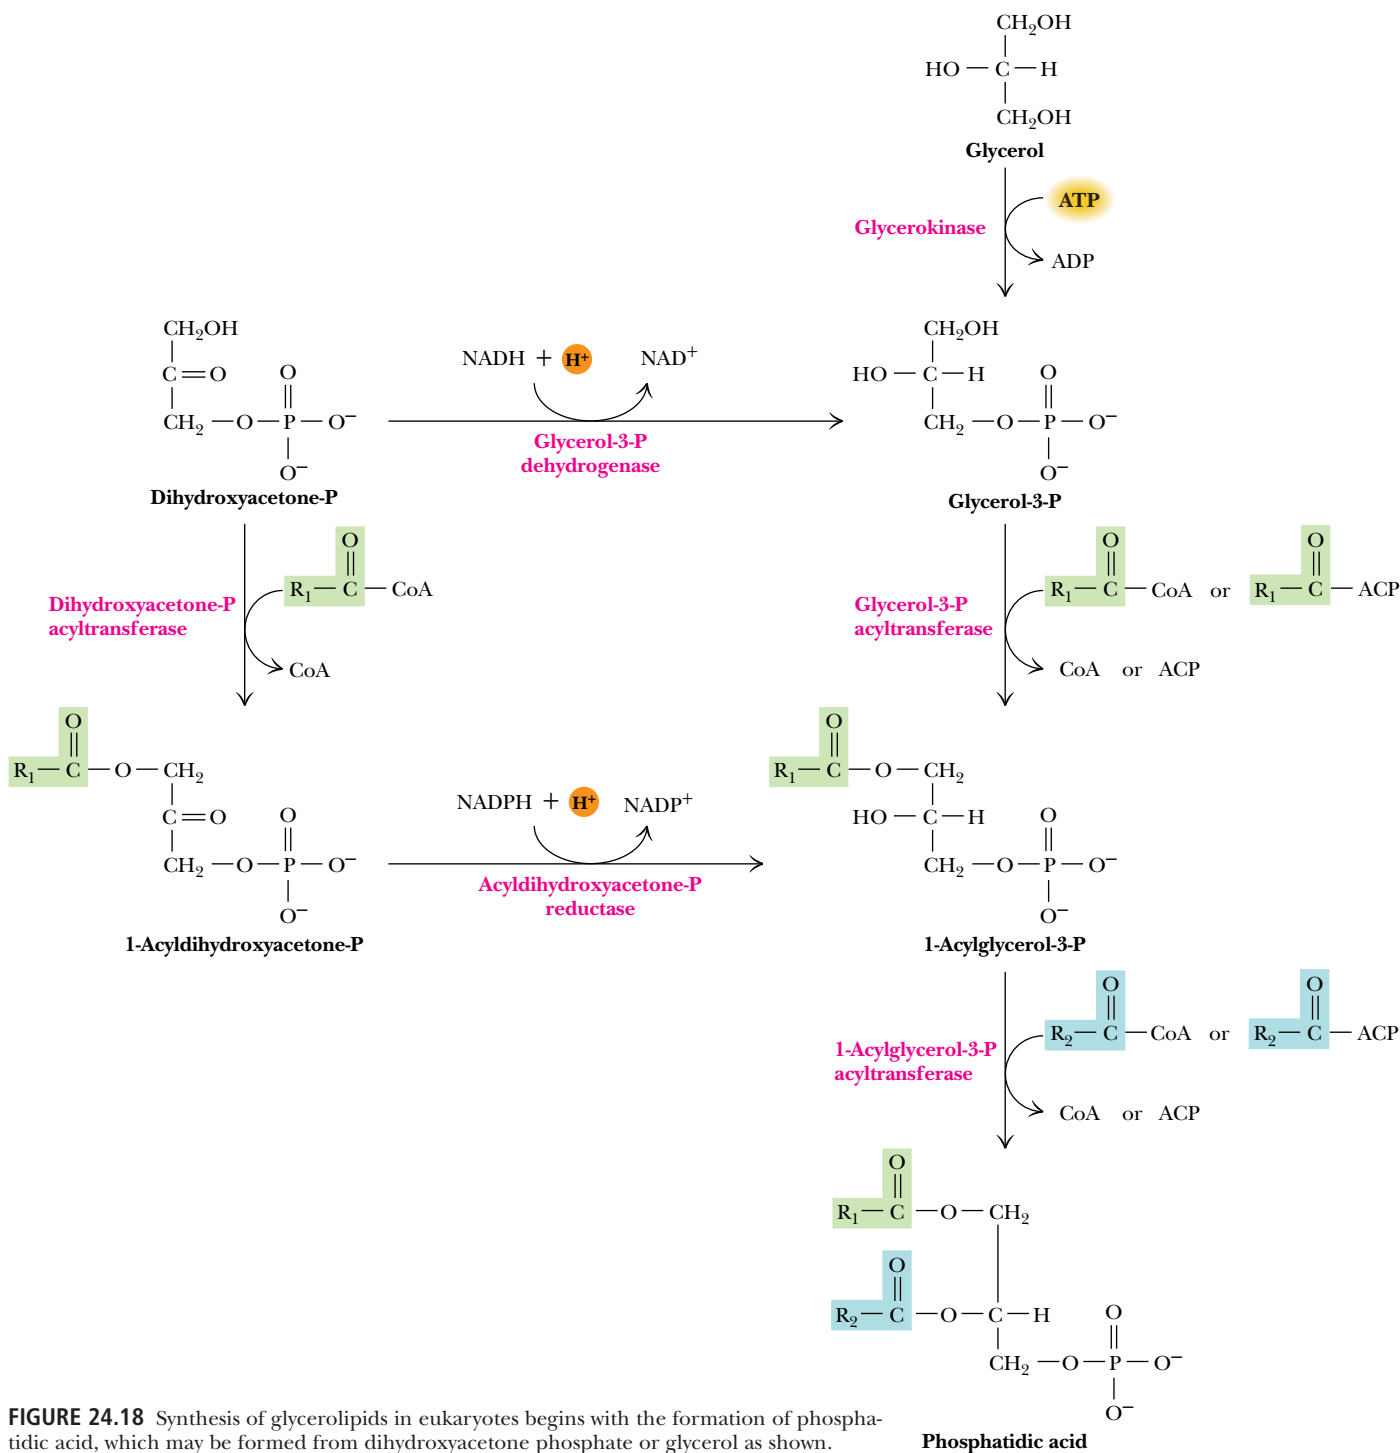 CH₂OH
HO — C — H
CH₂OH
Glycerol
ATP
Glycerokinase
ADP
CH₂OH
C=O O
CH₂ — O — P — O⁻
O⁻
Dihydroxyacetone-P
NADH + H⁺ NAD⁺
Glycerol-3-P
dehydrogenase
CH₂OH
HO — C — H O
CH₂ — O — P — O⁻
O⁻
Glycerol-3-P
O
R₁ — C — CoA
Dihydroxyacetone-P
acyltransferase
CoA
O O
R₁ — C — CoA or R₁ — C — ACP
Glycerol-3-P
acyltransferase
CoA or ACP
O
R₁ — C — O — CH₂
C=O O
CH₂ — O — P — O⁻
O⁻
1-Acyldihydroxyacetone-P
NADPH + H⁺ NADP⁺
Acyldihydroxyacetone-P
reductase
O
R₁ — C — O — CH₂
HO — C — H O
CH₂ — O — P — O⁻
O⁻
1-Acylglycerol-3-P
O O
R₂ — C — CoA or R₂ — C — ACP
1-Acylglycerol-3-P
acyltransferase
CoA or ACP
O
R₁ — C — O — CH₂
O
R₂ — C — O — C — H O
CH₂ — O — P — O⁻
O⁻
Phosphatidic acid
FIGURE 24.18 Synthesis of glycerolipids in eukaryotes begins with the formation of phospha-
tidic acid, which may be formed from dihydroxyacetone phosphate or glycerol as shown.